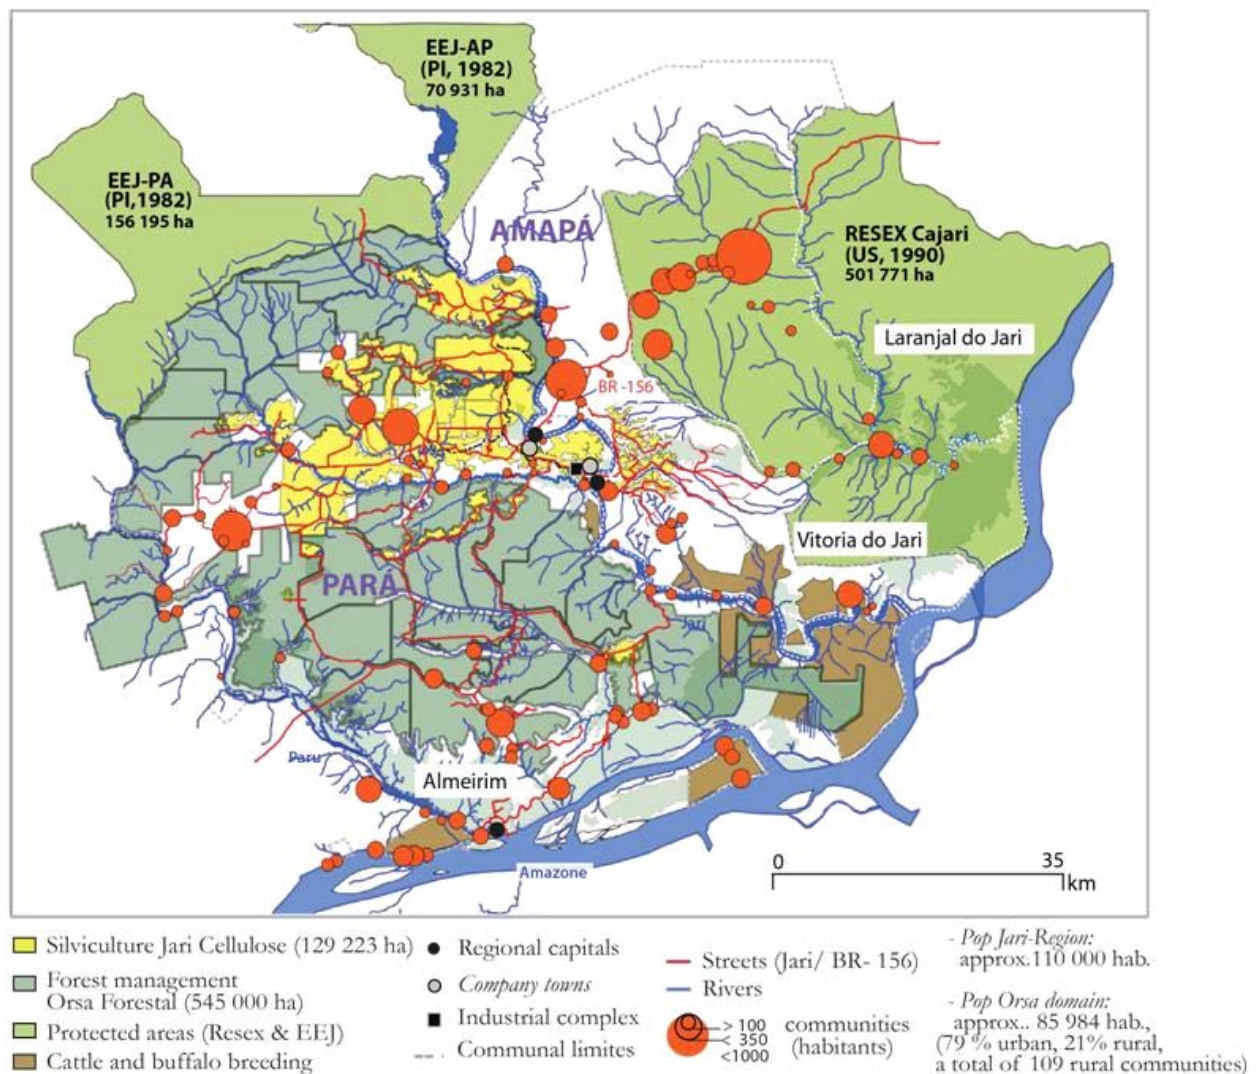 EEJ-AP
(PI, 1982)
70 931 ha
EEJ-PA
(PI,1982)
156 195 ha
AMAPÁ
RESEX Cajari
(US, 1990)
501 771 ha
Laranjal do Jari
BR -156
Vitoria do Jari
PARÁ
Jari
Paru
Almeirim
Amazone
0 35
km
Silviculture Jari Cellulose (129 223 ha)
Forest management
Orsa Forestal (545 000 ha)
Protected areas (Resex & EEJ)
Cattle and buffalo breeding
Regional capitals
Company towns
Industrial complex
Communal limites
Streets (Jari/ BR- 156)
Rivers
> 100
< 350
<1000
communities
(habitants)
- Pop Jari-Region:
approx.110 000 hab.
- Pop Orsa domain:
approx.. 85 984 hab.,
(79 % urban, 21% rural,
a total of 109 rural communities)